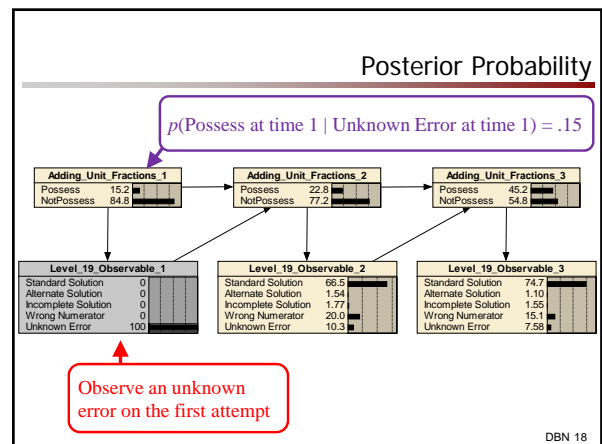 Posterior Probability
p(Possess at time 1 | Unknown Error at time 1) = .15
Adding_Unit_Fractions_1
Possess 15.2
NotPossess 84.8
Adding_Unit_Fractions_2
Possess 22.8
NotPossess 77.2
Adding_Unit_Fractions_3
Possess 45.2
NotPossess 54.8
Level_19_Observable_1
Standard Solution 0
Alternate Solution 0
Incomplete Solution 0
Wrong Numerator 0
Unknown Error 100
Level_19_Observable_2
Standard Solution 66.5
Alternate Solution 1.54
Incomplete Solution 1.77
Wrong Numerator 20.0
Unknown Error 10.3
Level_19_Observable_3
Standard Solution 74.7
Alternate Solution 1.10
Incomplete Solution 1.55
Wrong Numerator 15.1
Unknown Error 7.58
Observe an unknown
error on the first attempt
DBN 18